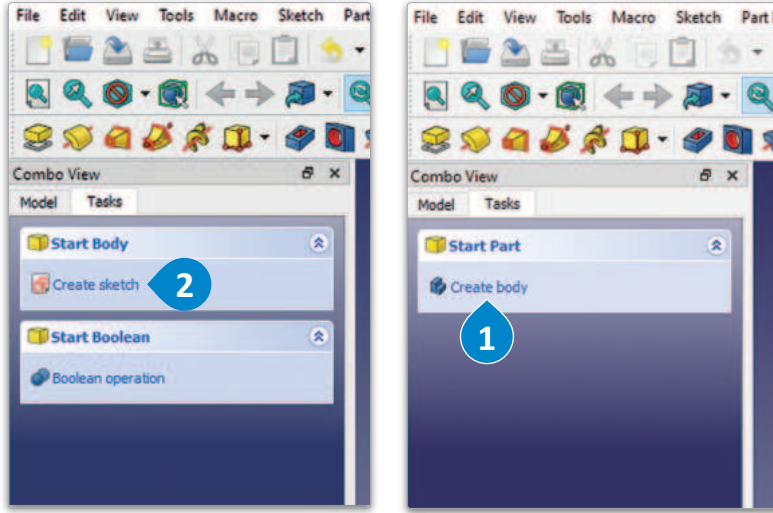 File Edit View Tools Macro Sketch Part
Combo View
Model Tasks
Start Body
Create sketch
2
Start Boolean
Boolean operation
File Edit View Tools Macro Sketch Part
Combo View
Model Tasks
Start Part
Create body
1